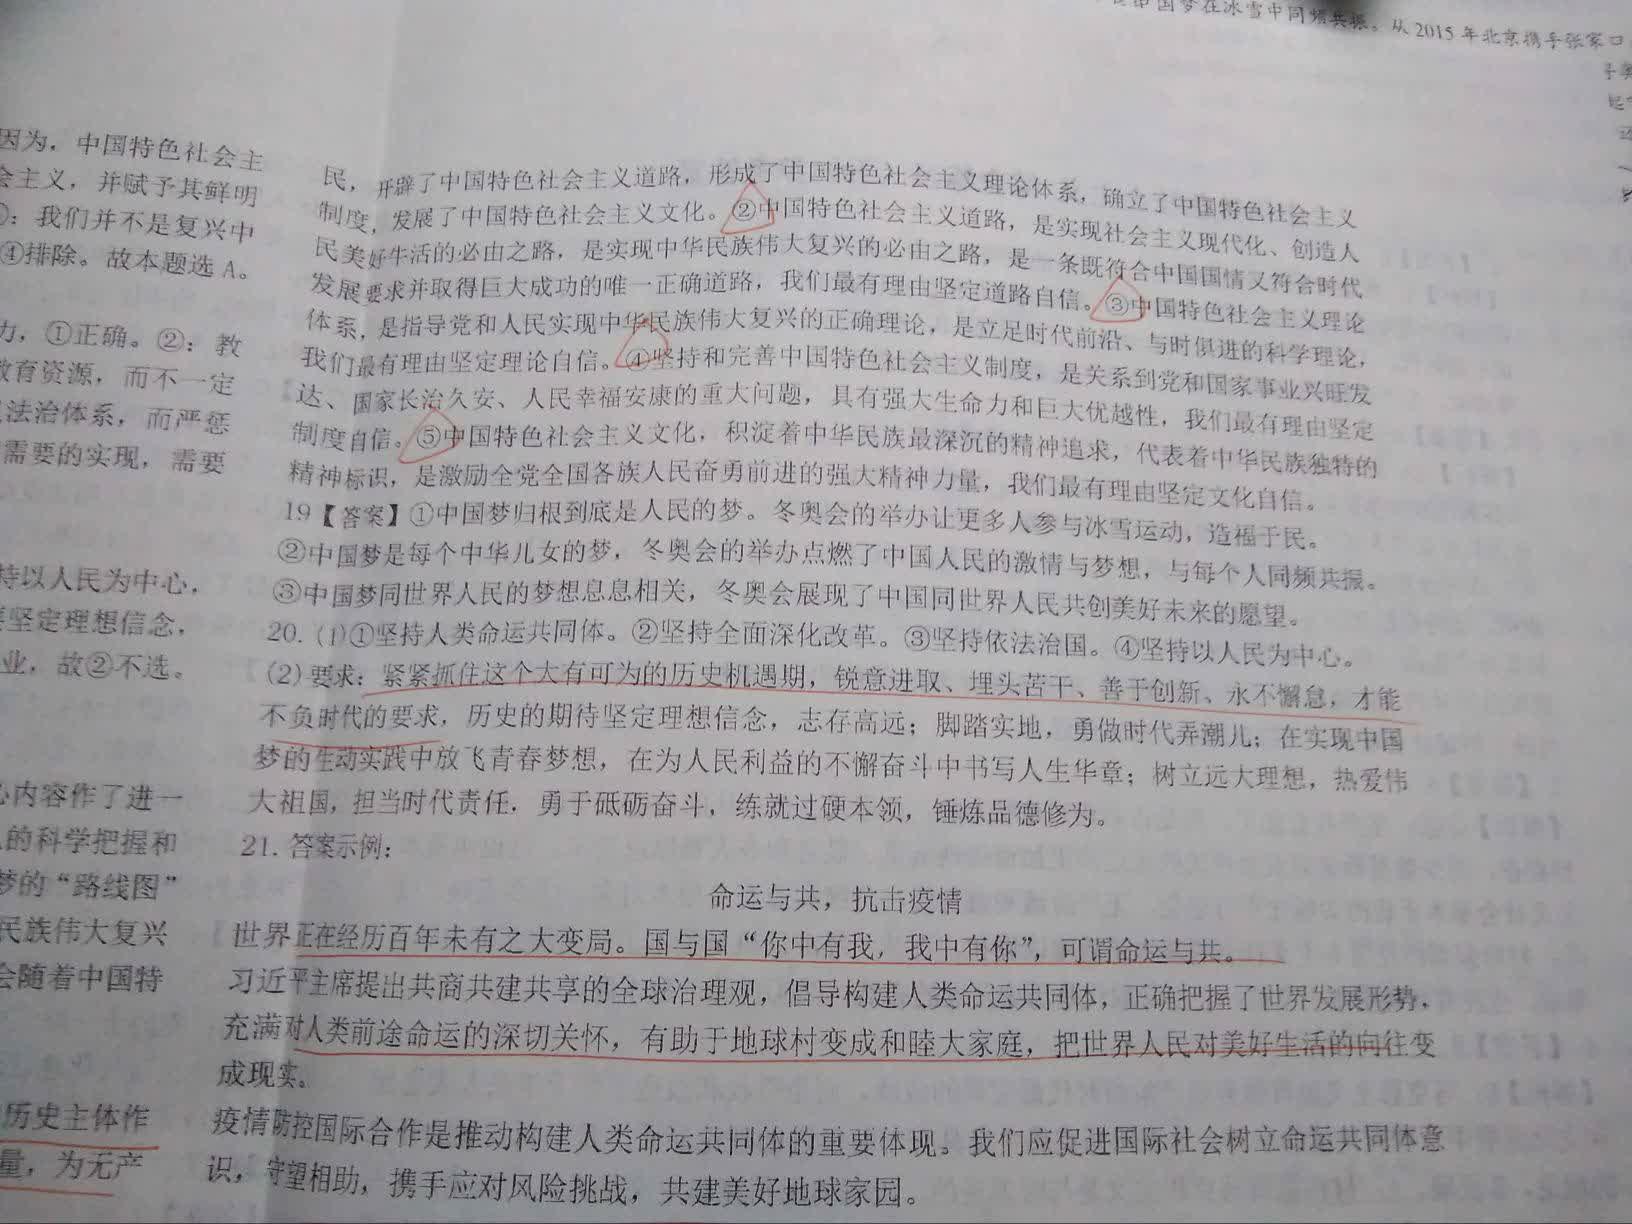 国梦在冰雪中同频共振。从2015年北京携手张家口
因为，中国特色社会主
会主义，并赋予其鲜明
：我们并不是复兴中
④排除。故本题选A。
力，①正确。②：教
教育资源，而不一定
法治体系，而严惩
需要的实现，需要
持以人民为中心，
坚定理想信念，
业，故②不选。
心内容作了进一
的科学把握和
梦的“路线图”
民族伟大复兴
会随着中国特
历史主体作
量，为无产
民，开辟了中国特色社会主义道路，形成了中国特色社会主义理论体系，确立了中国特色社会主义
制度，发展了中国特色社会主义文化。②中国特色社会主义道路，是实现社会主义现代化、创造人
民美好生活的必由之路，是实现中华民族伟大复兴的必由之路，是一条既符合中国国情又符合时代
发展要求并取得巨大成功的唯一正确道路，我们最有理由坚定道路自信。③中国特色社会主义理论
体系，是指导党和人民实现中华民族伟大复兴的正确理论，是立足时代前沿、与时俱进的科学理论，
我们最有理由坚定理论自信。④坚持和完善中国特色社会主义制度，是关系到党和国家事业兴旺发
达、国家长治久安、人民幸福安康的重大问题，具有强大生命力和巨大优越性，我们最有理由坚定
制度自信。⑤中国特色社会主义文化，积淀着中华民族最深沉的精神追求，代表着中华民族独特的
精神标识，是激励全党全国各族人民奋勇前进的强大精神力量，我们最有理由坚定文化自信。
19【答案】①中国梦归根到底是人民的梦。冬奥会的举办让更多人参与冰雪运动，造福于民。
②中国梦是每个中华儿女的梦，冬奥会的举办点燃了中国人民的激情与梦想，与每个人同频共振。
③中国梦同世界人民的梦想息息相关，冬奥会展现了中国同世界人民共创美好未来的愿望。
20. (1)①坚持人类命运共同体。②坚持全面深化改革。③坚持依法治国。④坚持以人民为中心。
(2)要求：紧紧抓住这个大有可为的历史机遇期，锐意进取、埋头苦干、善于创新、永不懈怠，才能
不负时代的要求，历史的期待坚定理想信念，志存高远；脚踏实地，勇做时代弄潮儿；在实现中国
梦的生动实践中放飞青春梦想，在为人民利益的不懈奋斗中书写人生华章；树立远大理想，热爱伟
大祖国，担当时代责任．勇于砥砺奋斗，练就过硬本领，锤炼品德修为。
21. 答案示例：
命运与共，抗击疫情
世界正在经历百年未有之大变局。国与国“你中有我，我中有你”，可谓命运与共。
习近平主席提出共商共建共享的全球治理观，倡导构建人类命运共同体，正确把握了世界发展形势，
充满对人类前途命运的深切关怀，有助于地球村变成和睦大家庭，把世界人民对美好生活的向往变
成现实。
疫情防控国际合作是推动构建人类命运共同体的重要体现。我们应促进国际社会树立命运共同体意
识，守望相助，携手应对风险挑战，共建美好地球家园。